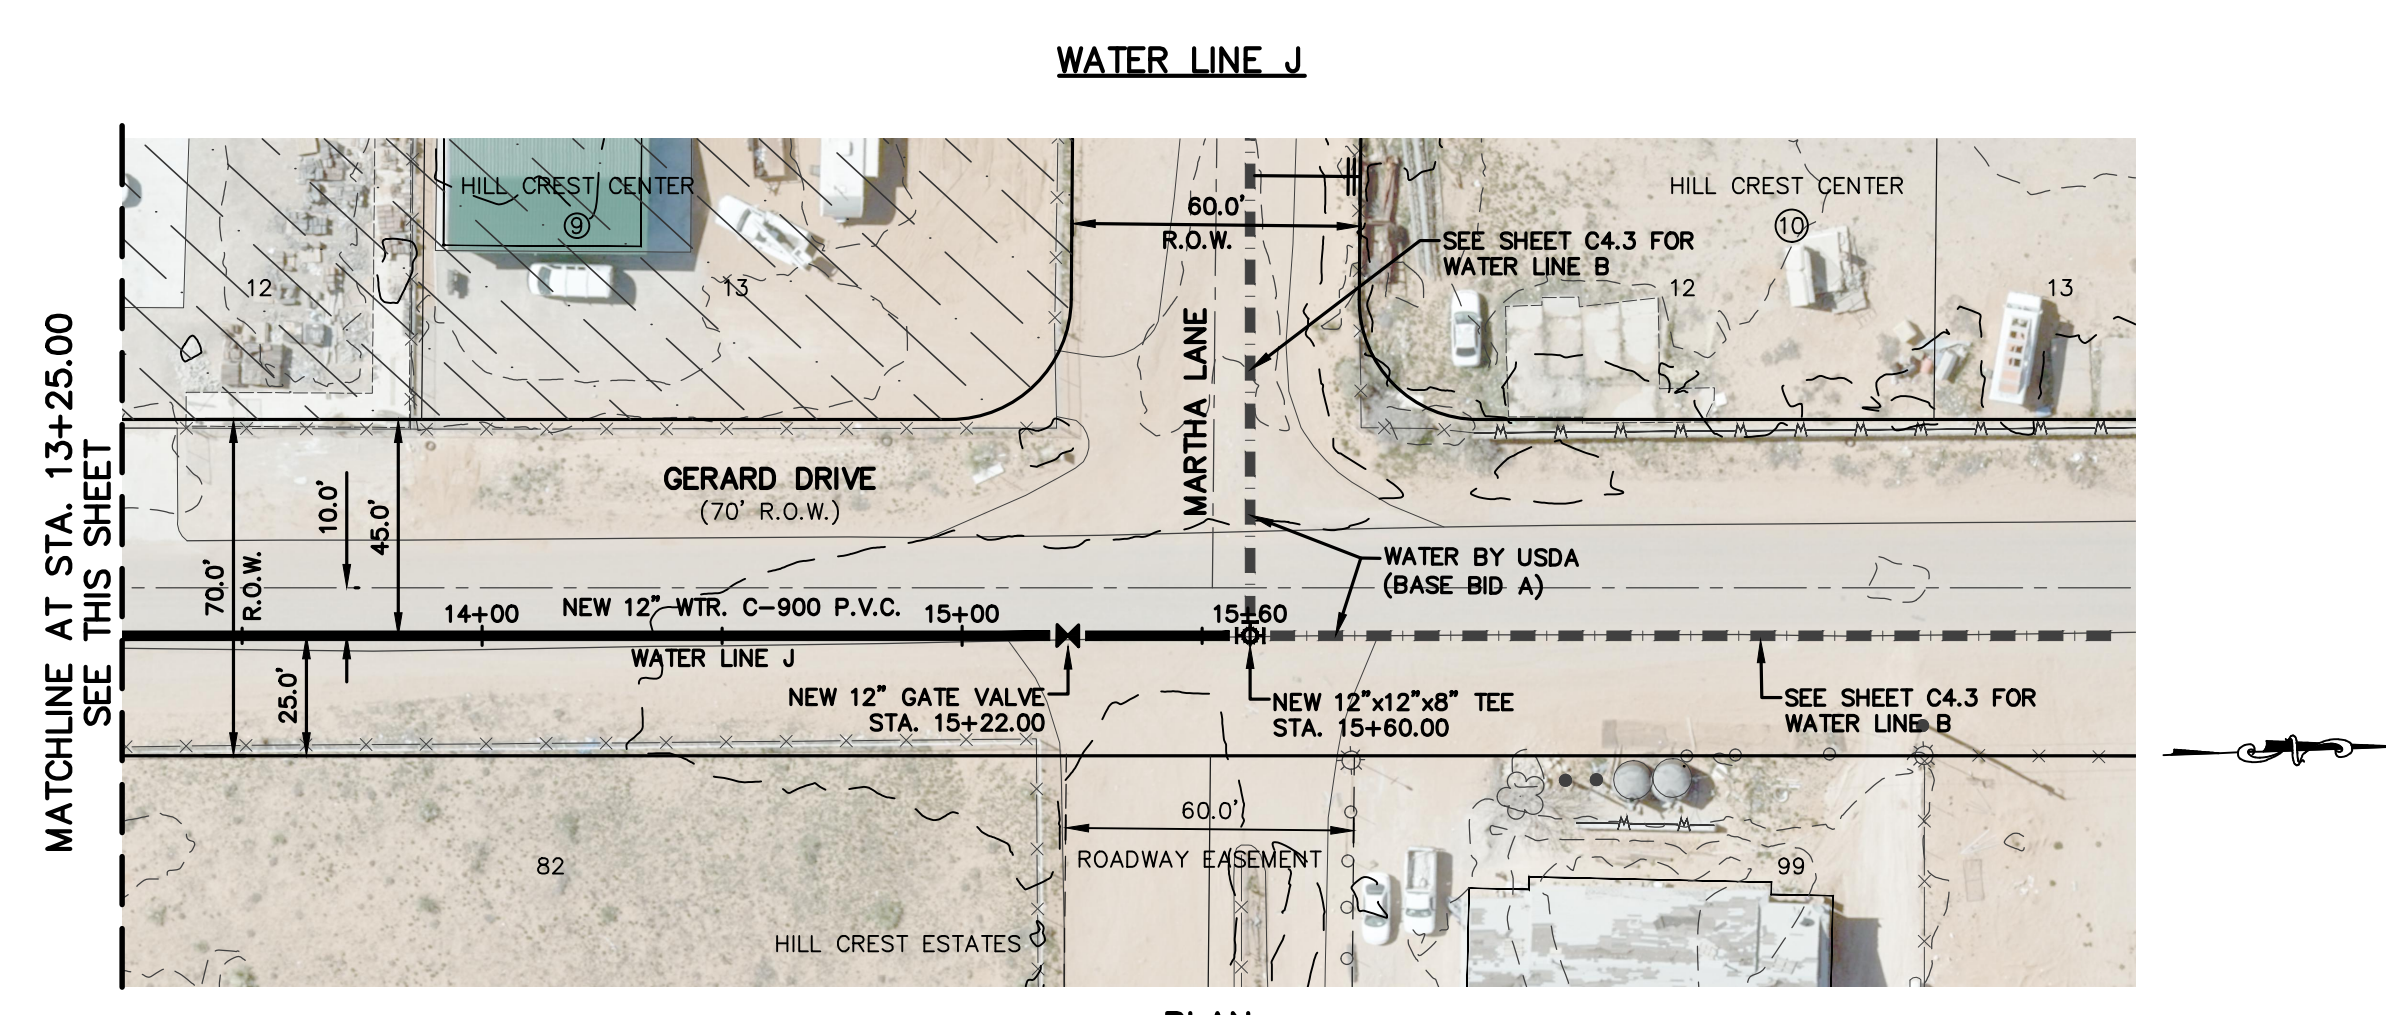 WATER LINE J
HILL CREST CENTER
9
12
13
60.0'
R.O.W.
SEE SHEET C4.3 FOR
WATER LINE B
HILL CREST CENTER
10
12
13
MATCHLINE AT STA. 13+25.00
SEE THIS SHEET
MARTHA LANE
GERARD DRIVE
(70' R.O.W.)
70.0'
R.O.W.
10.0'
45.0'
25.0'
WATER BY USDA
(BASE BID A)
14+00
NEW 12" WTR. C-900 P.V.C.
15+00
15+60
WATER LINE J
NEW 12" GATE VALVE
STA. 15+22.00
NEW 12"x12"x8" TEE
STA. 15+60.00
SEE SHEET C4.3 FOR
WATER LINE B
60.0'
ROADWAY EASEMENT
82
99
HILL CREST ESTATES